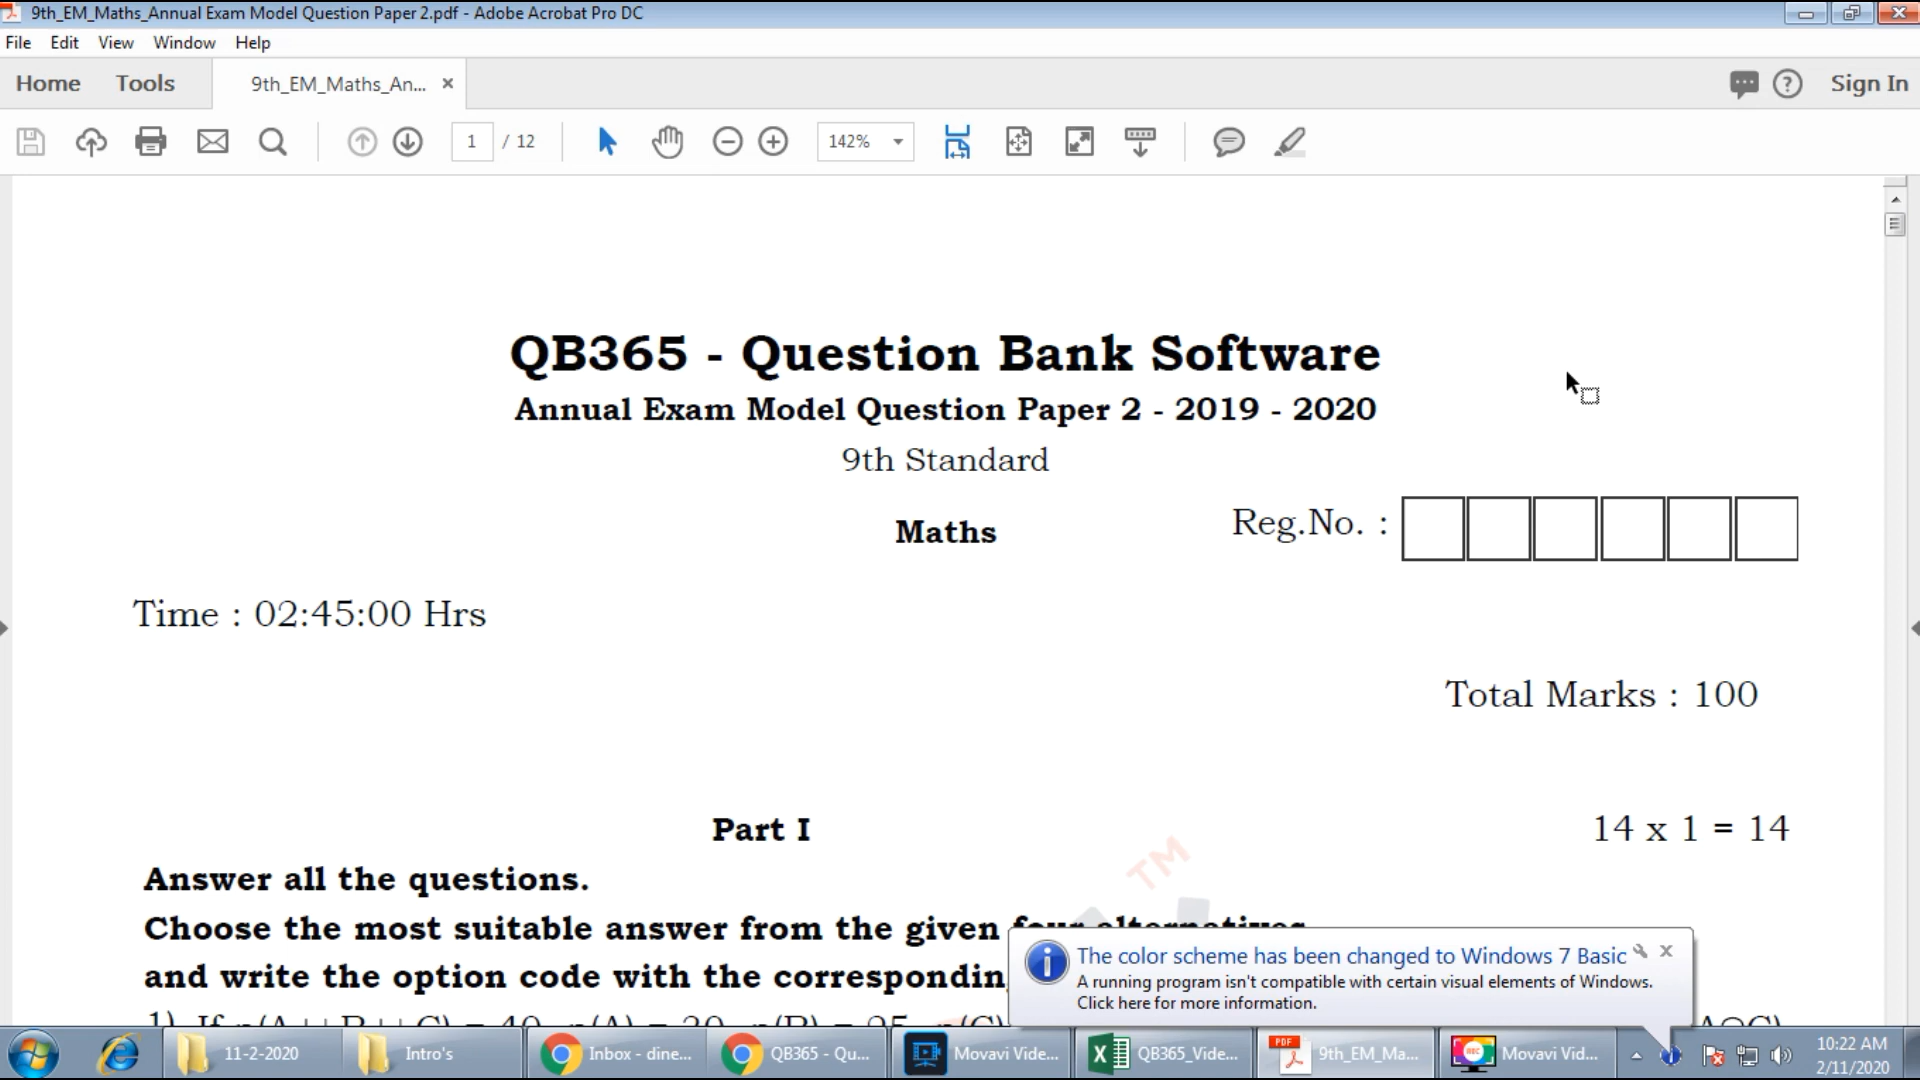 9th_EM_Maths_Annual Exam Model Question Paper 2.pdf - Adobe Acrobat Pro DC
File Edit View Window Help
Home Tools 9th_EM_Maths_An... × Sign In
1 / 12 142%
QB365 - Question Bank Software
Annual Exam Model Question Paper 2 - 2019 - 2020
9th Standard
Maths
Reg.No. :
Time : 02:45:00 Hrs
Total Marks : 100
Part I
14 x 1 = 14
Answer all the questions.
Choose the most suitable answer from the given four alternatives
and write the option code with the correspondin
TM
The color scheme has been changed to Windows 7 Basic
A running program isn't compatible with certain visual elements of Windows.
Click here for more information.
11-2-2020 Intro's Inbox - dine... QB365 - Qu... Movavi Vide... QB365_Vide... PDF 9th_EM_Ma... REC Movavi Vid... 10:22 AM
2/11/2020